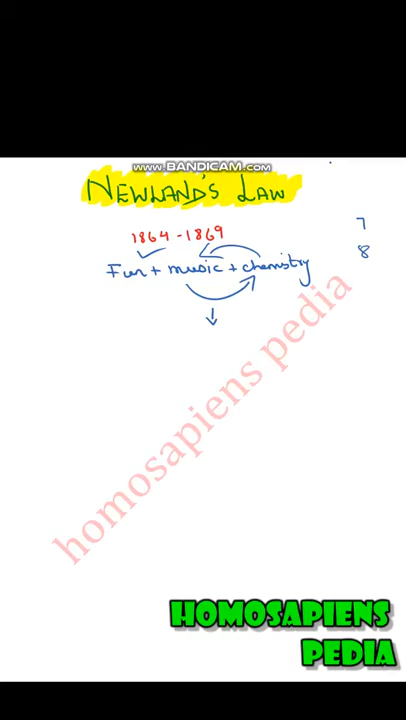 www.BANDICAM.com
NEWLAND'S LAW
1864 - 1869
7
8
Fun + music + chemistry
homosapiens pedia
HOMOSAPIENS
PEDIA